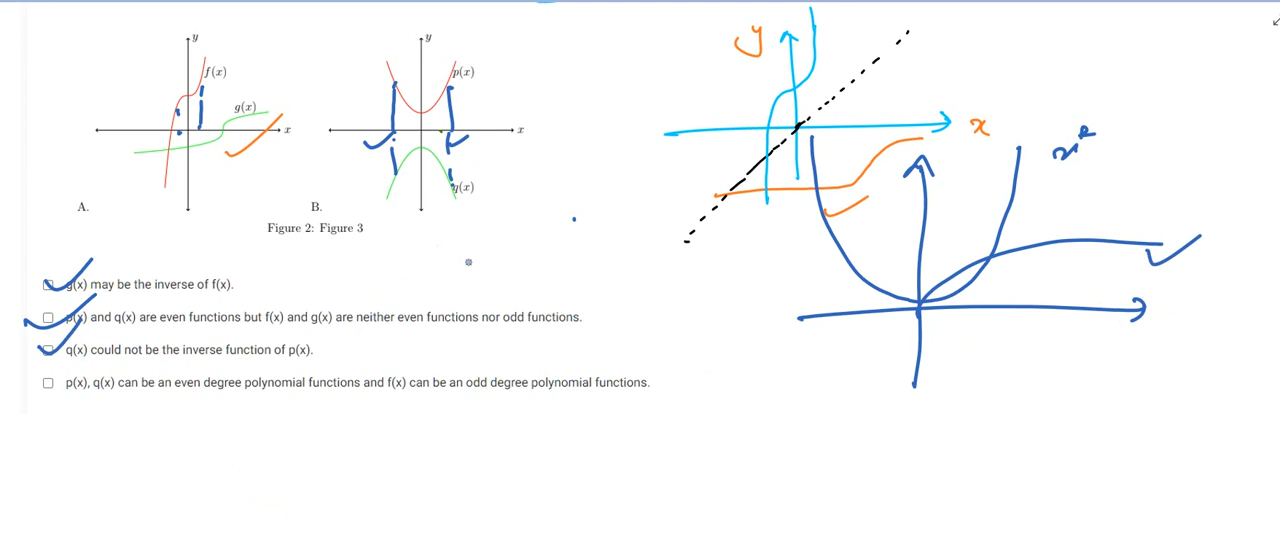 y
f(x)
g(x)
x
A.
y
p(x)
x
q(x)
B.
Figure 2: Figure 3
g(x) may be the inverse of f(x).
p(x) and q(x) are even functions but f(x) and g(x) are neither even functions nor odd functions.
q(x) could not be the inverse function of p(x).
p(x), q(x) can be an even degree polynomial functions and f(x) can be an odd degree polynomial functions.
y
x
x²